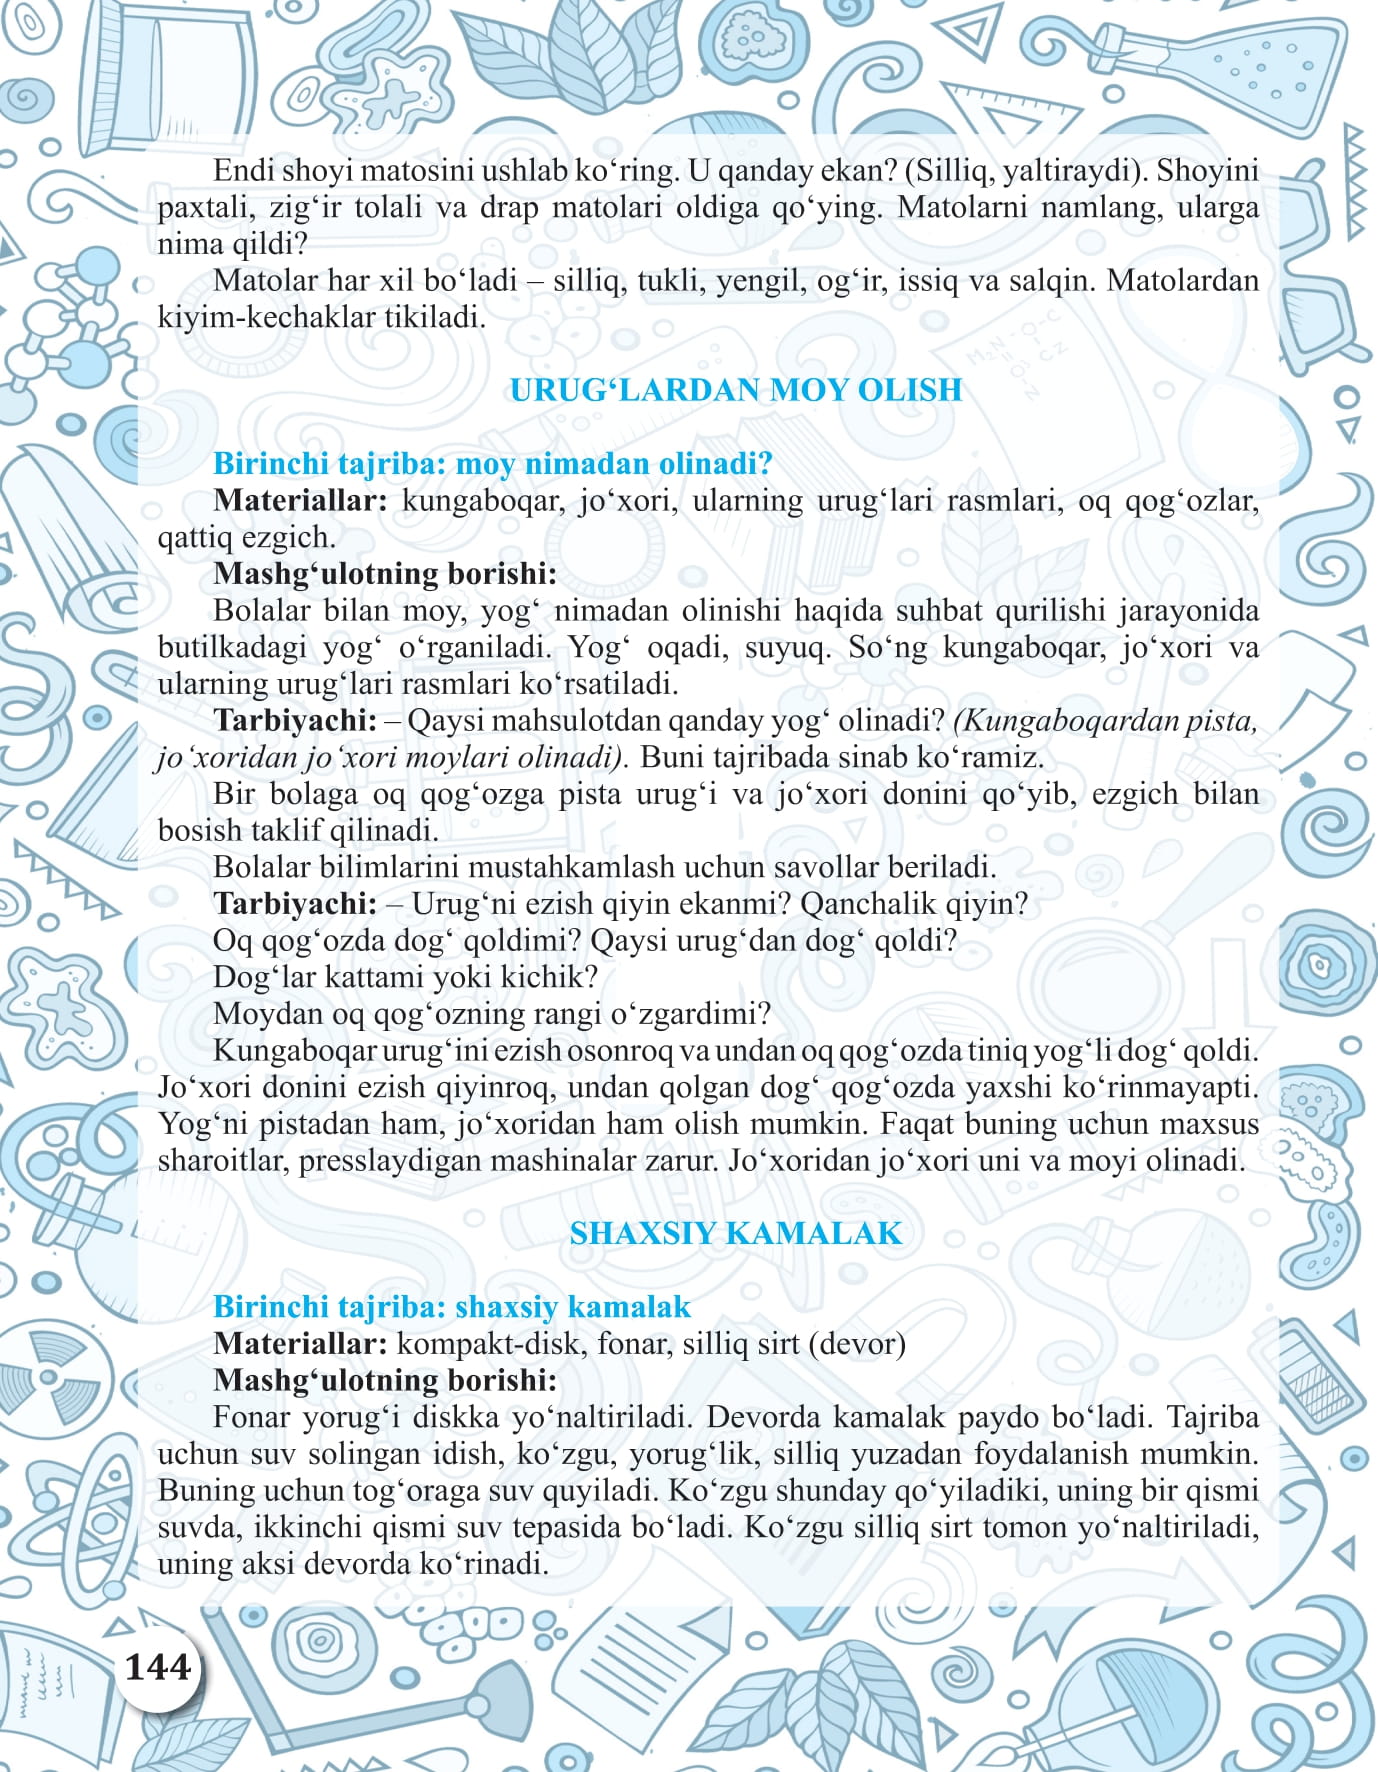 Endi shoyi matosini ushlab ko‘ring. U qanday ekan? (Silliq, yaltiraydi). Shoyini
paxtali, zig‘ir tolali va drap matolari oldiga qo‘ying. Matolarni namlang, ularga
nima qildi?
Matolar har xil bo‘ladi – silliq, tukli, yengil, og‘ir, issiq va salqin. Matolardan
kiyim-kechaklar tikiladi.
URUG‘LARDAN MOY OLISH
Birinchi tajriba: moy nimadan olinadi?
Materiallar: kungaboqar, jo‘xori, ularning urug‘lari rasmlari, oq qog‘ozlar,
qattiq ezgich.
Mashg‘ulotning borishi:
Bolalar bilan moy, yog‘ nimadan olinishi haqida suhbat qurilishi jarayonida
butilkadagi yog‘ o‘rganiladi. Yog‘ oqadi, suyuq. So‘ng kungaboqar, jo‘xori va
ularning urug‘lari rasmlari ko‘rsatiladi.
Tarbiyachi: – Qaysi mahsulotdan qanday yog‘ olinadi? (Kungaboqardan pista,
jo‘xoridan jo‘xori moylari olinadi). Buni tajribada sinab ko‘ramiz.
Bir bolaga oq qog‘ozga pista urug‘i va jo‘xori donini qo‘yib, ezgich bilan
bosish taklif qilinadi.
Bolalar bilimlarini mustahkamlash uchun savollar beriladi.
Tarbiyachi: – Urug‘ni ezish qiyin ekanmi? Qanchalik qiyin?
Oq qog‘ozda dog‘ qoldimi? Qaysi urug‘dan dog‘ qoldi?
Dog‘lar kattami yoki kichik?
Moydan oq qog‘ozning rangi o‘zgardimi?
Kungaboqar urug‘ini ezish osonroq va undan oq qog‘ozda tiniq yog‘li dog‘ qoldi.
Jo‘xori donini ezish qiyinroq, undan qolgan dog‘ qog‘ozda yaxshi ko‘rinmayapti.
Yog‘ni pistadan ham, jo‘xoridan ham olish mumkin. Faqat buning uchun maxsus
sharoitlar, presslaydigan mashinalar zarur. Jo‘xoridan jo‘xori uni va moyi olinadi.
SHAXSIY KAMALAK
Birinchi tajriba: shaxsiy kamalak
Materiallar: kompakt-disk, fonar, silliq sirt (devor)
Mashg‘ulotning borishi:
Fonar yorug‘i diskka yo‘naltiriladi. Devorda kamalak paydo bo‘ladi. Tajriba
uchun suv solingan idish, ko‘zgu, yorug‘lik, silliq yuzadan foydalanish mumkin.
Buning uchun tog‘oraga suv quyiladi. Ko‘zgu shunday qo‘yiladiki, uning bir qismi
suvda, ikkinchi qismi suv tepasida bo‘ladi. Ko‘zgu silliq sirt tomon yo‘naltiriladi,
uning aksi devorda ko‘rinadi.
144